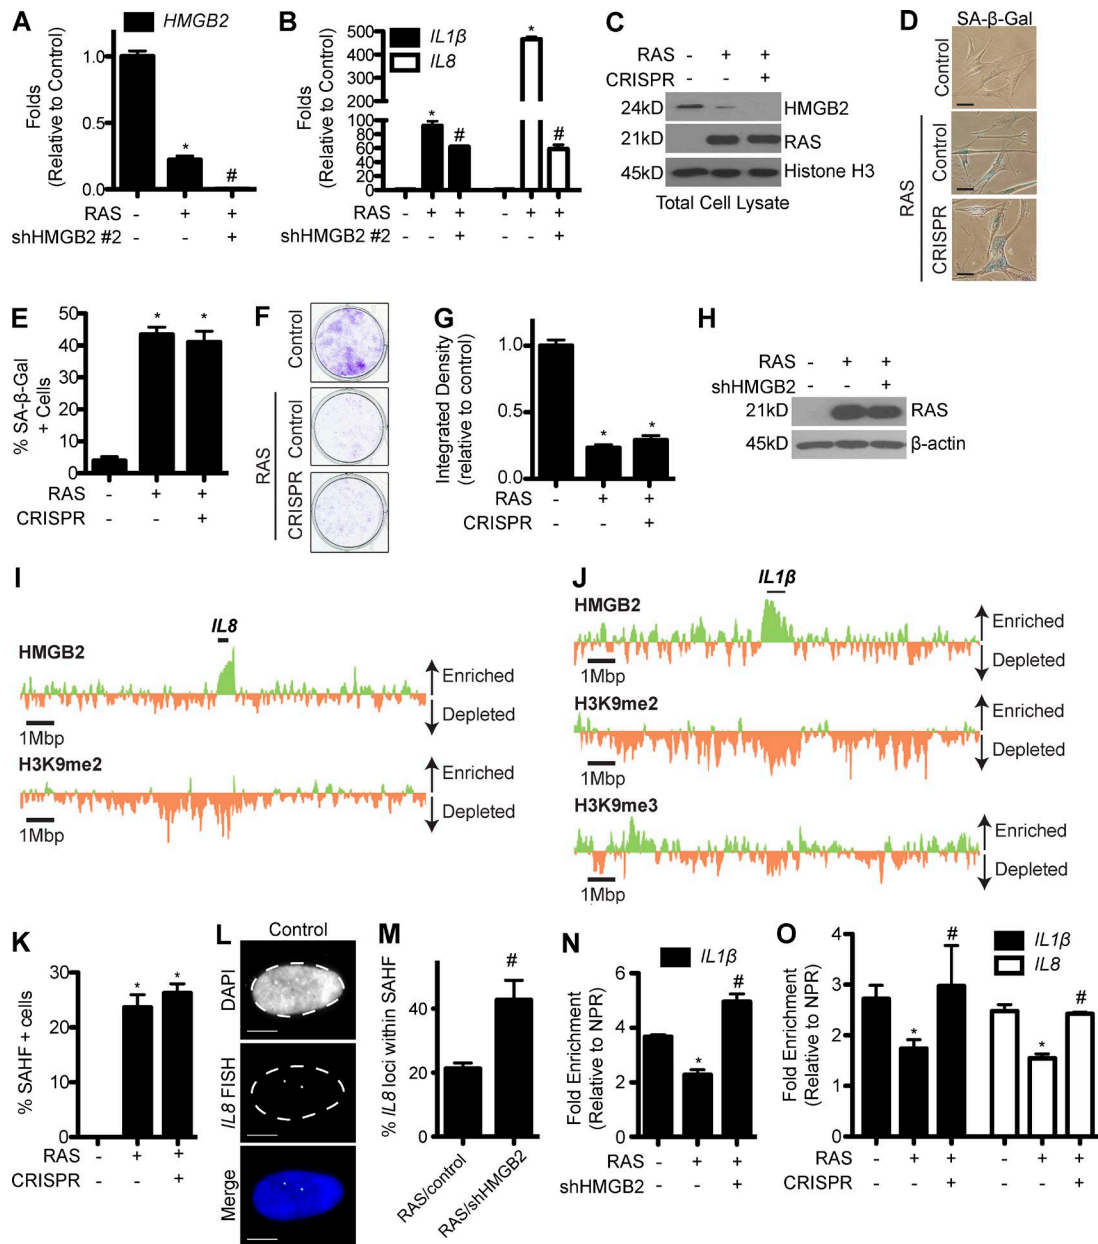 A
HMGB2
Folds
(Relative to Control)
1.0
0.5
0.0
*
#
RAS - + +
shHMGB2 #2 - - +
B
IL1β
IL8
Folds
(Relative to Control)
500
400
300
200
100
80
60
40
20
0
* # * #
RAS - + + - + +
shHMGB2 #2 - - + - - +
C
RAS - + +
CRISPR - - +
24kD HMGB2
21kD RAS
45kD Histone H3
Total Cell Lysate
D
SA-β-Gal
Control
Control
CRISPR
RAS
E
% SA-β-Gal
+ Cells
50
40
30
20
10
0
* *
RAS - + +
CRISPR - - +
F
Control
Control
CRISPR
RAS
G
Integrated Density
(relative to control)
1.0
0.5
0.0
* *
RAS - + +
CRISPR - - +
H
RAS - + +
shHMGB2 - - +
21kD RAS
45kD β-actin
I
IL8
HMGB2
Enriched
Depleted
1Mbp
H3K9me2
Enriched
Depleted
1Mbp
J
IL1β
HMGB2
Enriched
Depleted
1Mbp
H3K9me2
Enriched
Depleted
1Mbp
H3K9me3
Enriched
Depleted
1Mbp
K
% SAHF + cells
30
20
10
0
* *
RAS - + +
CRISPR - - +
L
Control
DAPI
IL8 FISH
Merge
M
% IL8 loci within SAHF
40
20
0
#
RAS/control
RAS/shHMGB2
N
IL1β
Fold Enrichment
(Relative to NPR)
6
4
2
0
*
#
RAS - + +
shHMGB2 - - +
O
IL1β
IL8
Fold Enrichment
(Relative to NPR)
4
3
2
1
0
* # * #
RAS - + + - + +
CRISPR - - + - - +